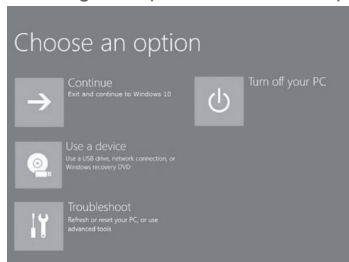 Choose an option
Continue
Exit and continue to Windows 10
Turn off your PC
Use a device
Use a USB drive, network connection, or
Windows recovery DVD
Troubleshoot
Refresh or reset your PC, or use
advanced tools